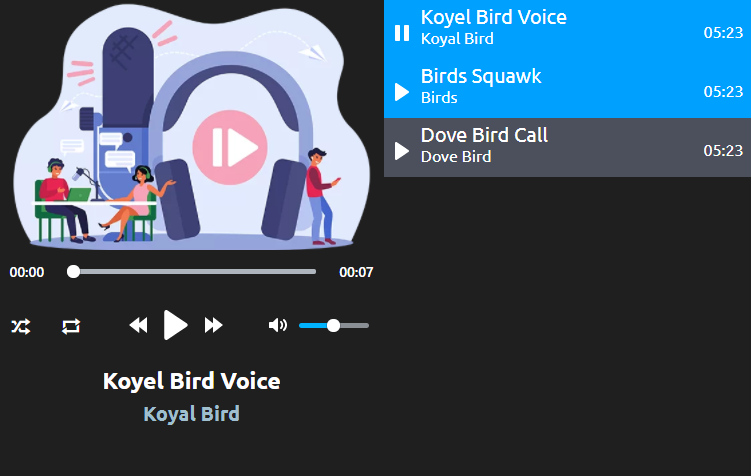 00:00
00:07
Koyel Bird Voice
Koyal Bird
Koyel Bird Voice
Koyal Bird
05:23
Birds Squawk
Birds
05:23
Dove Bird Call
Dove Bird
05:23